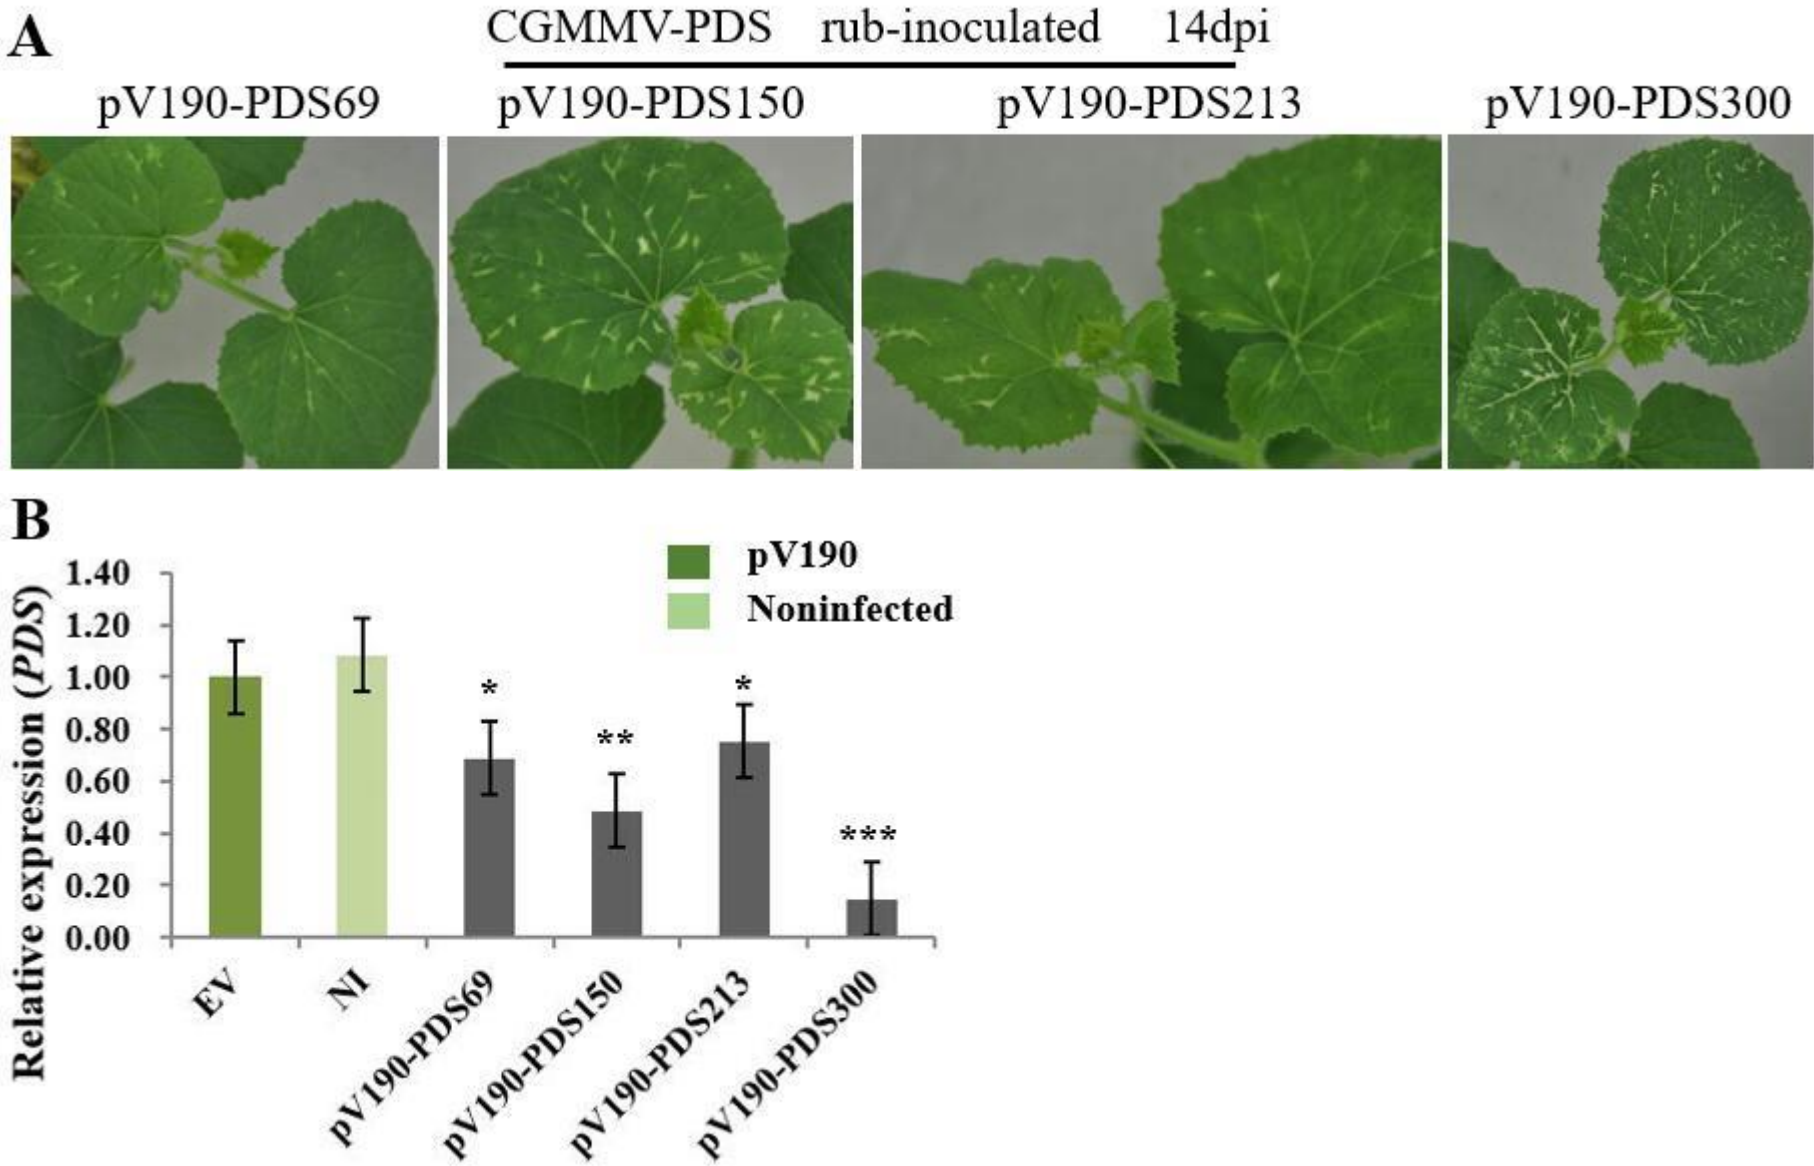 A
CGMMV-PDS rub-inoculated 14dpi
pV190-PDS69 pV190-PDS150 pV190-PDS213 pV190-PDS300
B
pV190
Noninfected
Relative expression (PDS)
1.40
1.20
1.00
0.80
0.60
0.40
0.20
0.00
*
**
*
***
EV
NI
pV190-PDS69
pV190-PDS150
pV190-PDS213
pV190-PDS300